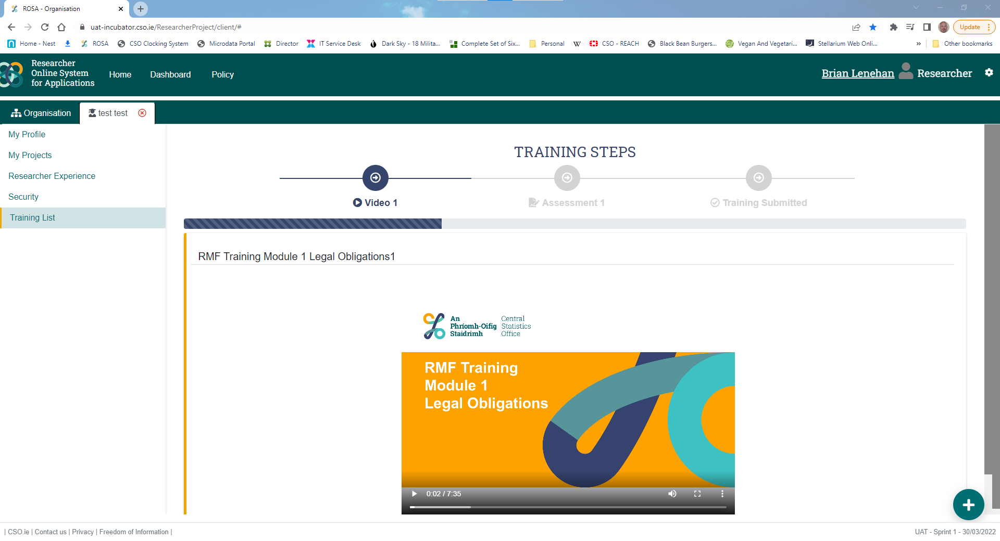 ROSA - Organisation
uat-incubator.cso.ie/ResearcherProject/client/#
Update
Home - Nest
ROSA
CSO Clocking System
Microdata Portal
Director
IT Service Desk
Dark Sky - 18 Milita...
Complete Set of Six...
Personal
W
CSO - REACH
Black Bean Burgers...
Vegan And Vegetari...
Stellarium Web Onli...
»
Other bookmarks
Researcher
Online System
for Applications
Home
Dashboard
Policy
Brian Lenehan
Researcher
Organisation
test test
My Profile
My Projects
Researcher Experience
Security
Training List
TRAINING STEPS
Video 1
Assessment 1
Training Submitted
RMF Training Module 1 Legal Obligations1
An
Phríomh-Oifig
Staidrimh
Central
Statistics
Office
RMF Training
Module 1
Legal Obligations
0:02 / 7:35
| CSO.ie | Contact us | Privacy | Freedom of Information |
UAT - Sprint 1 - 30/03/2022